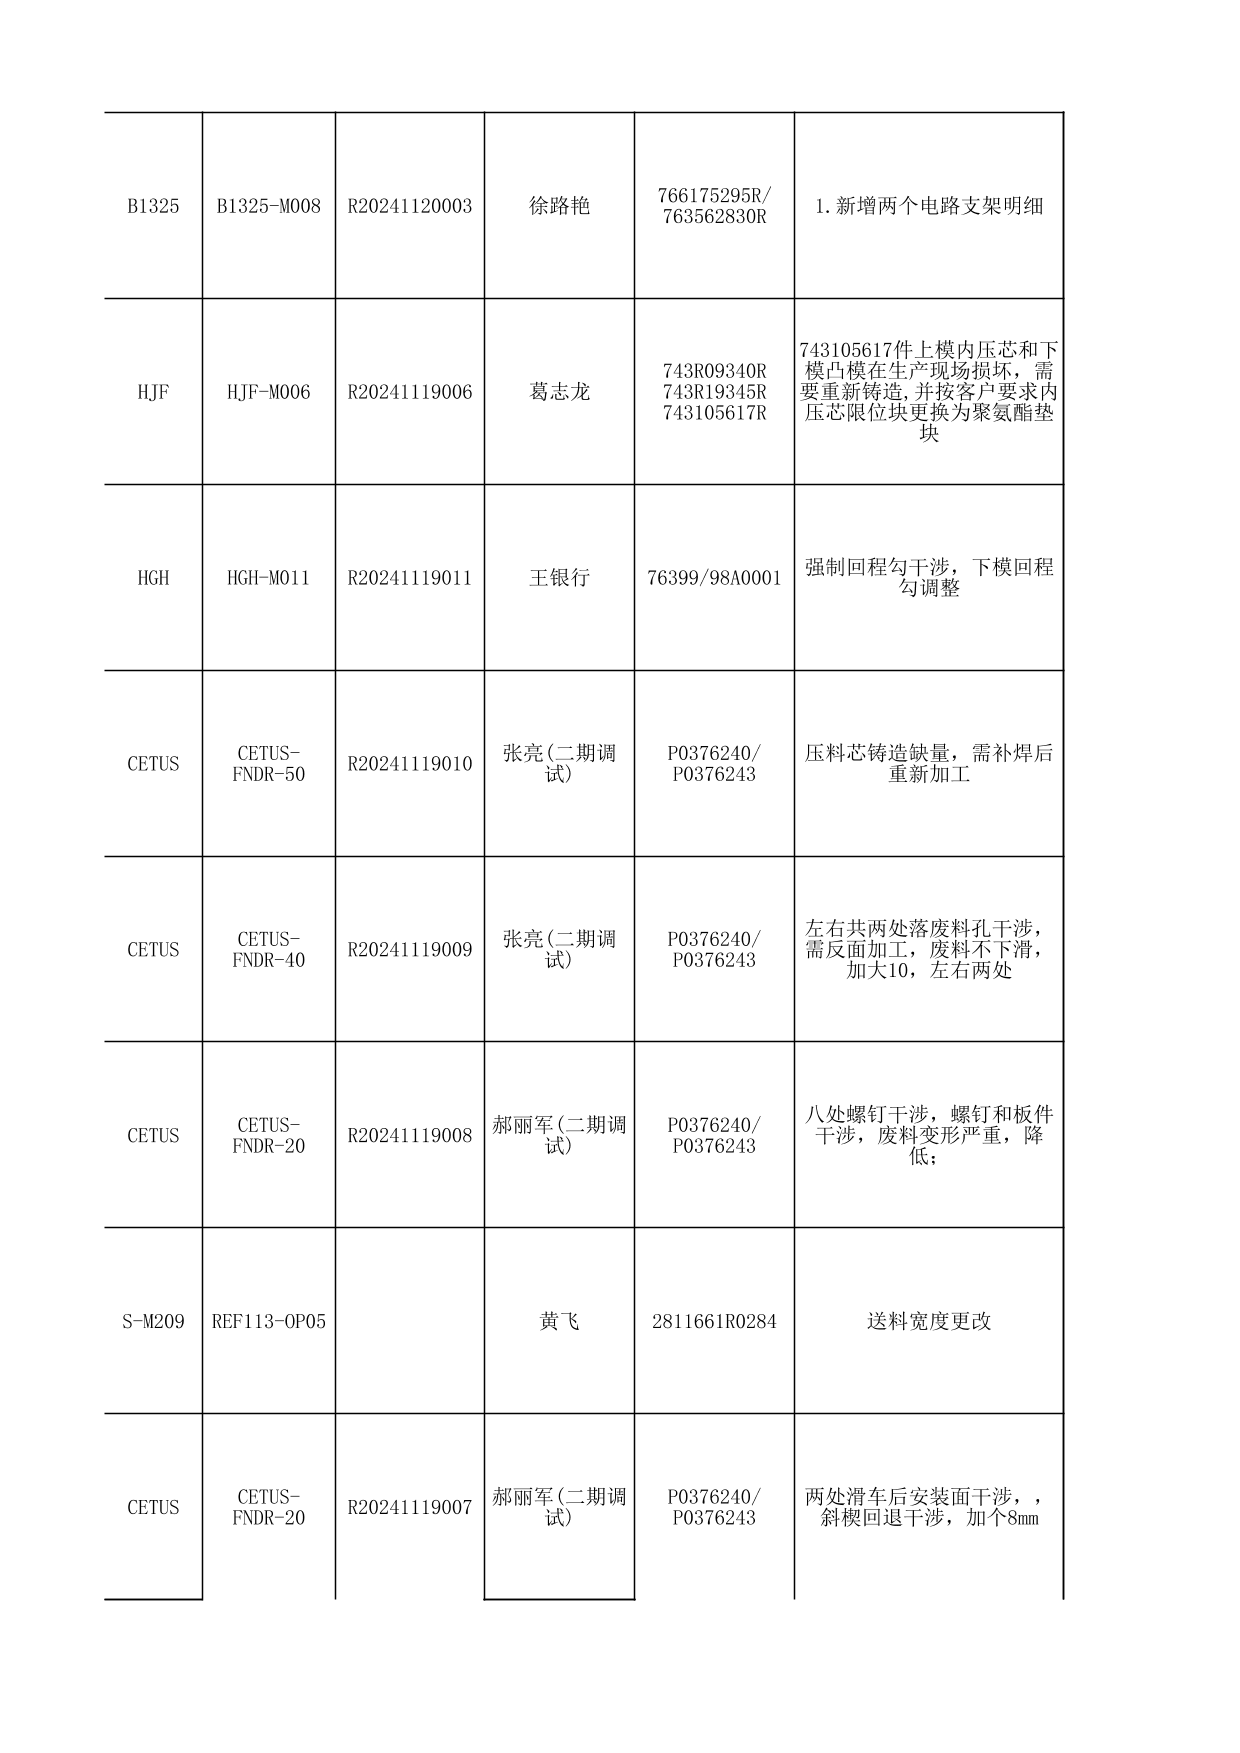 B1325 B1325-M008 R20241120003 徐路艳 766175295R/ 1.新增两个电路支架明细
763562830R
743105617件上模内压芯和下
模凸模在生产现场损坏，需
HJF HJF-M006 R20241119006 葛志龙 743R09340R
743R19345R
743105617R
要重新铸造,并按客户要求内
压芯限位块更换为聚氨酯垫
块
HGH HGH-M011 R20241119011 王银行 76399/98A0001 强制回程勾干涉，下模回程
勾调整
CETUS CETUS-
FNDR-50 R20241119010 张亮(二期调
试) P0376240/
P0376243 压料芯铸造缺量，需补焊后
重新加工
CETUS CETUS-
FNDR-40 R20241119009 张亮(二期调
试) P0376240/
P0376243 左右共两处落废料孔干涉，
需反面加工，废料不下滑，
加大10，左右两处
CETUS CETUS-
FNDR-20 R20241119008 郝丽军(二期调
试) P0376240/
P0376243 八处螺钉干涉，螺钉和板件
干涉，废料变形严重，降
低；
S-M209 REF113-OP05 黄飞 2811661R0284 送料宽度更改
CETUS CETUS-
FNDR-20 R20241119007 郝丽军(二期调
试) P0376240/
P0376243 两处滑车后安装面干涉，，
斜楔回退干涉，加个8mm